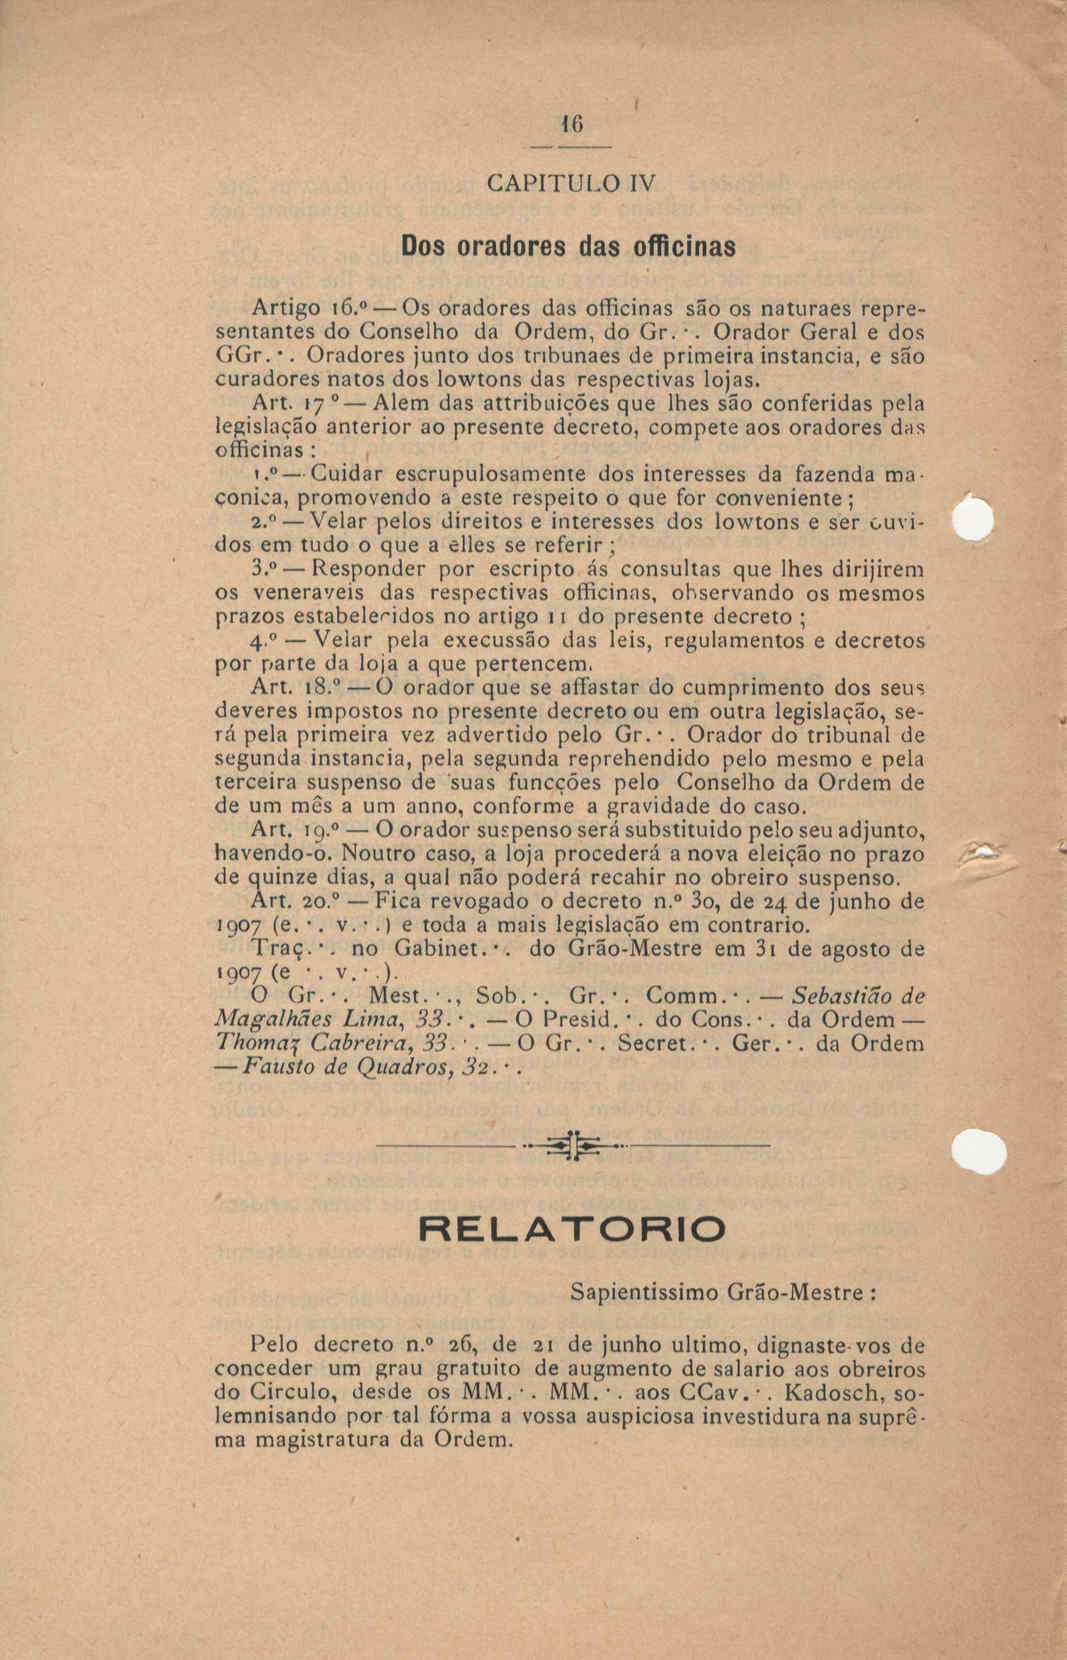 16
CAPITULO IV
Dos oradores das officinas
Artigo 16.º — Os oradores das officinas são os naturaes repre-
sentantes do Conselho da Ordem, do Gr.·. Orador Geral e dos
GGr.·. Oradores junto dos tribunaes de primeira instancia, e são
curadores natos dos lowtons das respectivas lojas.
Art. 17 º — Alem das attribuições que lhes são conferidas pela
legislação anterior ao presente decreto, compete aos oradores das
officinas :
1.º — Cuidar escrupulosamente dos interesses da fazenda ma-
çonica, promovendo a este respeito o que for conveniente ;
2.º — Velar pelos direitos e interesses dos lowtons e ser ouvi-
dos em tudo o que a elles se referir ;
3.º — Responder por escripto ás consultas que lhes dirijirem
os veneraveis das respectivas officinas, observando os mesmos
prazos estabelecidos no artigo 11 do presente decreto ;
4.º — Velar pela execussão das leis, regulamentos e decretos
por parte da loja a que pertencem.
Art. 18.º — O orador que se affastar do cumprimento dos seus
deveres impostos no presente decreto ou em outra legislação, se-
rá pela primeira vez advertido pelo Gr.·. Orador do tribunal de
segunda instancia, pela segunda reprehendido pelo mesmo e pela
terceira suspenso de suas funcções pelo Conselho da Ordem de
de um mês a um anno, conforme a gravidade do caso.
Art. 19.º — O orador suspenso será substituido pelo seu adjunto,
havendo-o. Noutro caso, a loja procederá a nova eleição no prazo
de quinze dias, a qual não poderá recahir no obreiro suspenso.
Art. 20.º — Fica revogado o decreto n.º 30, de 24 de junho de
1907 (e.·. v.·.) e toda a mais legislação em contrario.
Traç.·. no Gabinet.·. do Grão-Mestre em 31 de agosto de
1907 (e ·. v.·.).
O Gr.·. Mest.·., Sob.·. Gr.·. Comm.·. — Sebastião de
Magalhães Lima, 33.·. — O Presid.·. do Cons.·. da Ordem —
Thomaz Cabreira, 33.·. — O Gr.·. Secret.·. Ger.·. da Ordem
— Fausto de Quadros, 32.·.
RELATORIO
Sapientissimo Grão-Mestre :
Pelo decreto n.º 26, de 21 de junho ultimo, dignaste-vos de
conceder um grau gratuito de augmento de salario aos obreiros
do Circulo, desde os MM.·. MM.·. aos CCav.·. Kadosch, so-
lemnisando por tal fórma a vossa auspiciosa investidura na suprê-
ma magistratura da Ordem.